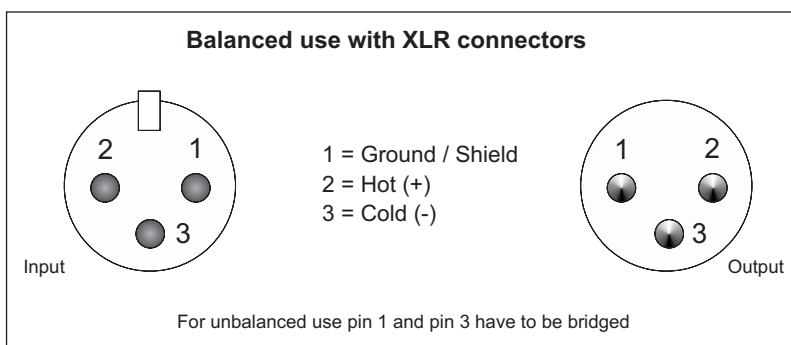 Balanced use with XLR connectors
2 1
3
Input
1 = Ground / Shield
2 = Hot (+)
3 = Cold (-)
1 2
3
Output
For unbalanced use pin 1 and pin 3 have to be bridged